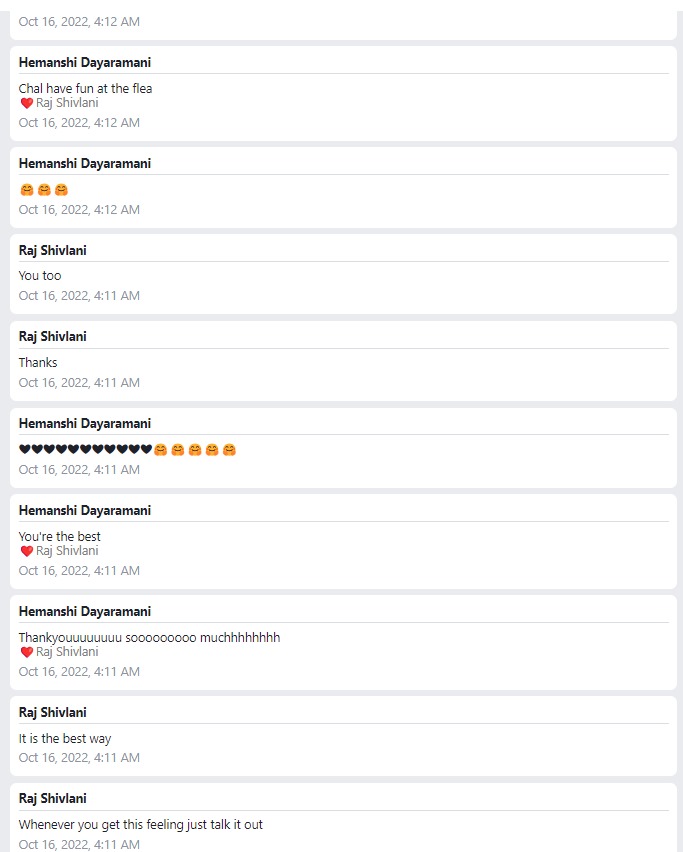 Oct 16, 2022, 4:12 AM
Hemanshi Dayaramani
Chal have fun at the flea
❤ Raj Shivlani
Oct 16, 2022, 4:12 AM
Hemanshi Dayaramani
🤗🤗🤗
Oct 16, 2022, 4:12 AM
Raj Shivlani
You too
Oct 16, 2022, 4:11 AM
Raj Shivlani
Thanks
Oct 16, 2022, 4:11 AM
Hemanshi Dayaramani
♥♥♥♥♥♥♥♥♥♥♥🤗🤗🤗🤗🤗
Oct 16, 2022, 4:11 AM
Hemanshi Dayaramani
You're the best
❤ Raj Shivlani
Oct 16, 2022, 4:11 AM
Hemanshi Dayaramani
Thankyouuuuuuuu sooooooooo muchhhhhhhh
❤ Raj Shivlani
Oct 16, 2022, 4:11 AM
Raj Shivlani
It is the best way
Oct 16, 2022, 4:11 AM
Raj Shivlani
Whenever you get this feeling just talk it out
Oct 16, 2022, 4:11 AM